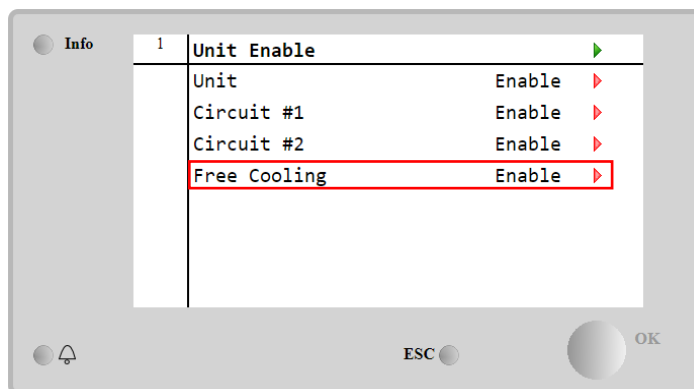 Info
1 Unit Enable
Unit Enable
Circuit #1 Enable
Circuit #2 Enable
Free Cooling Enable
ESC
OK